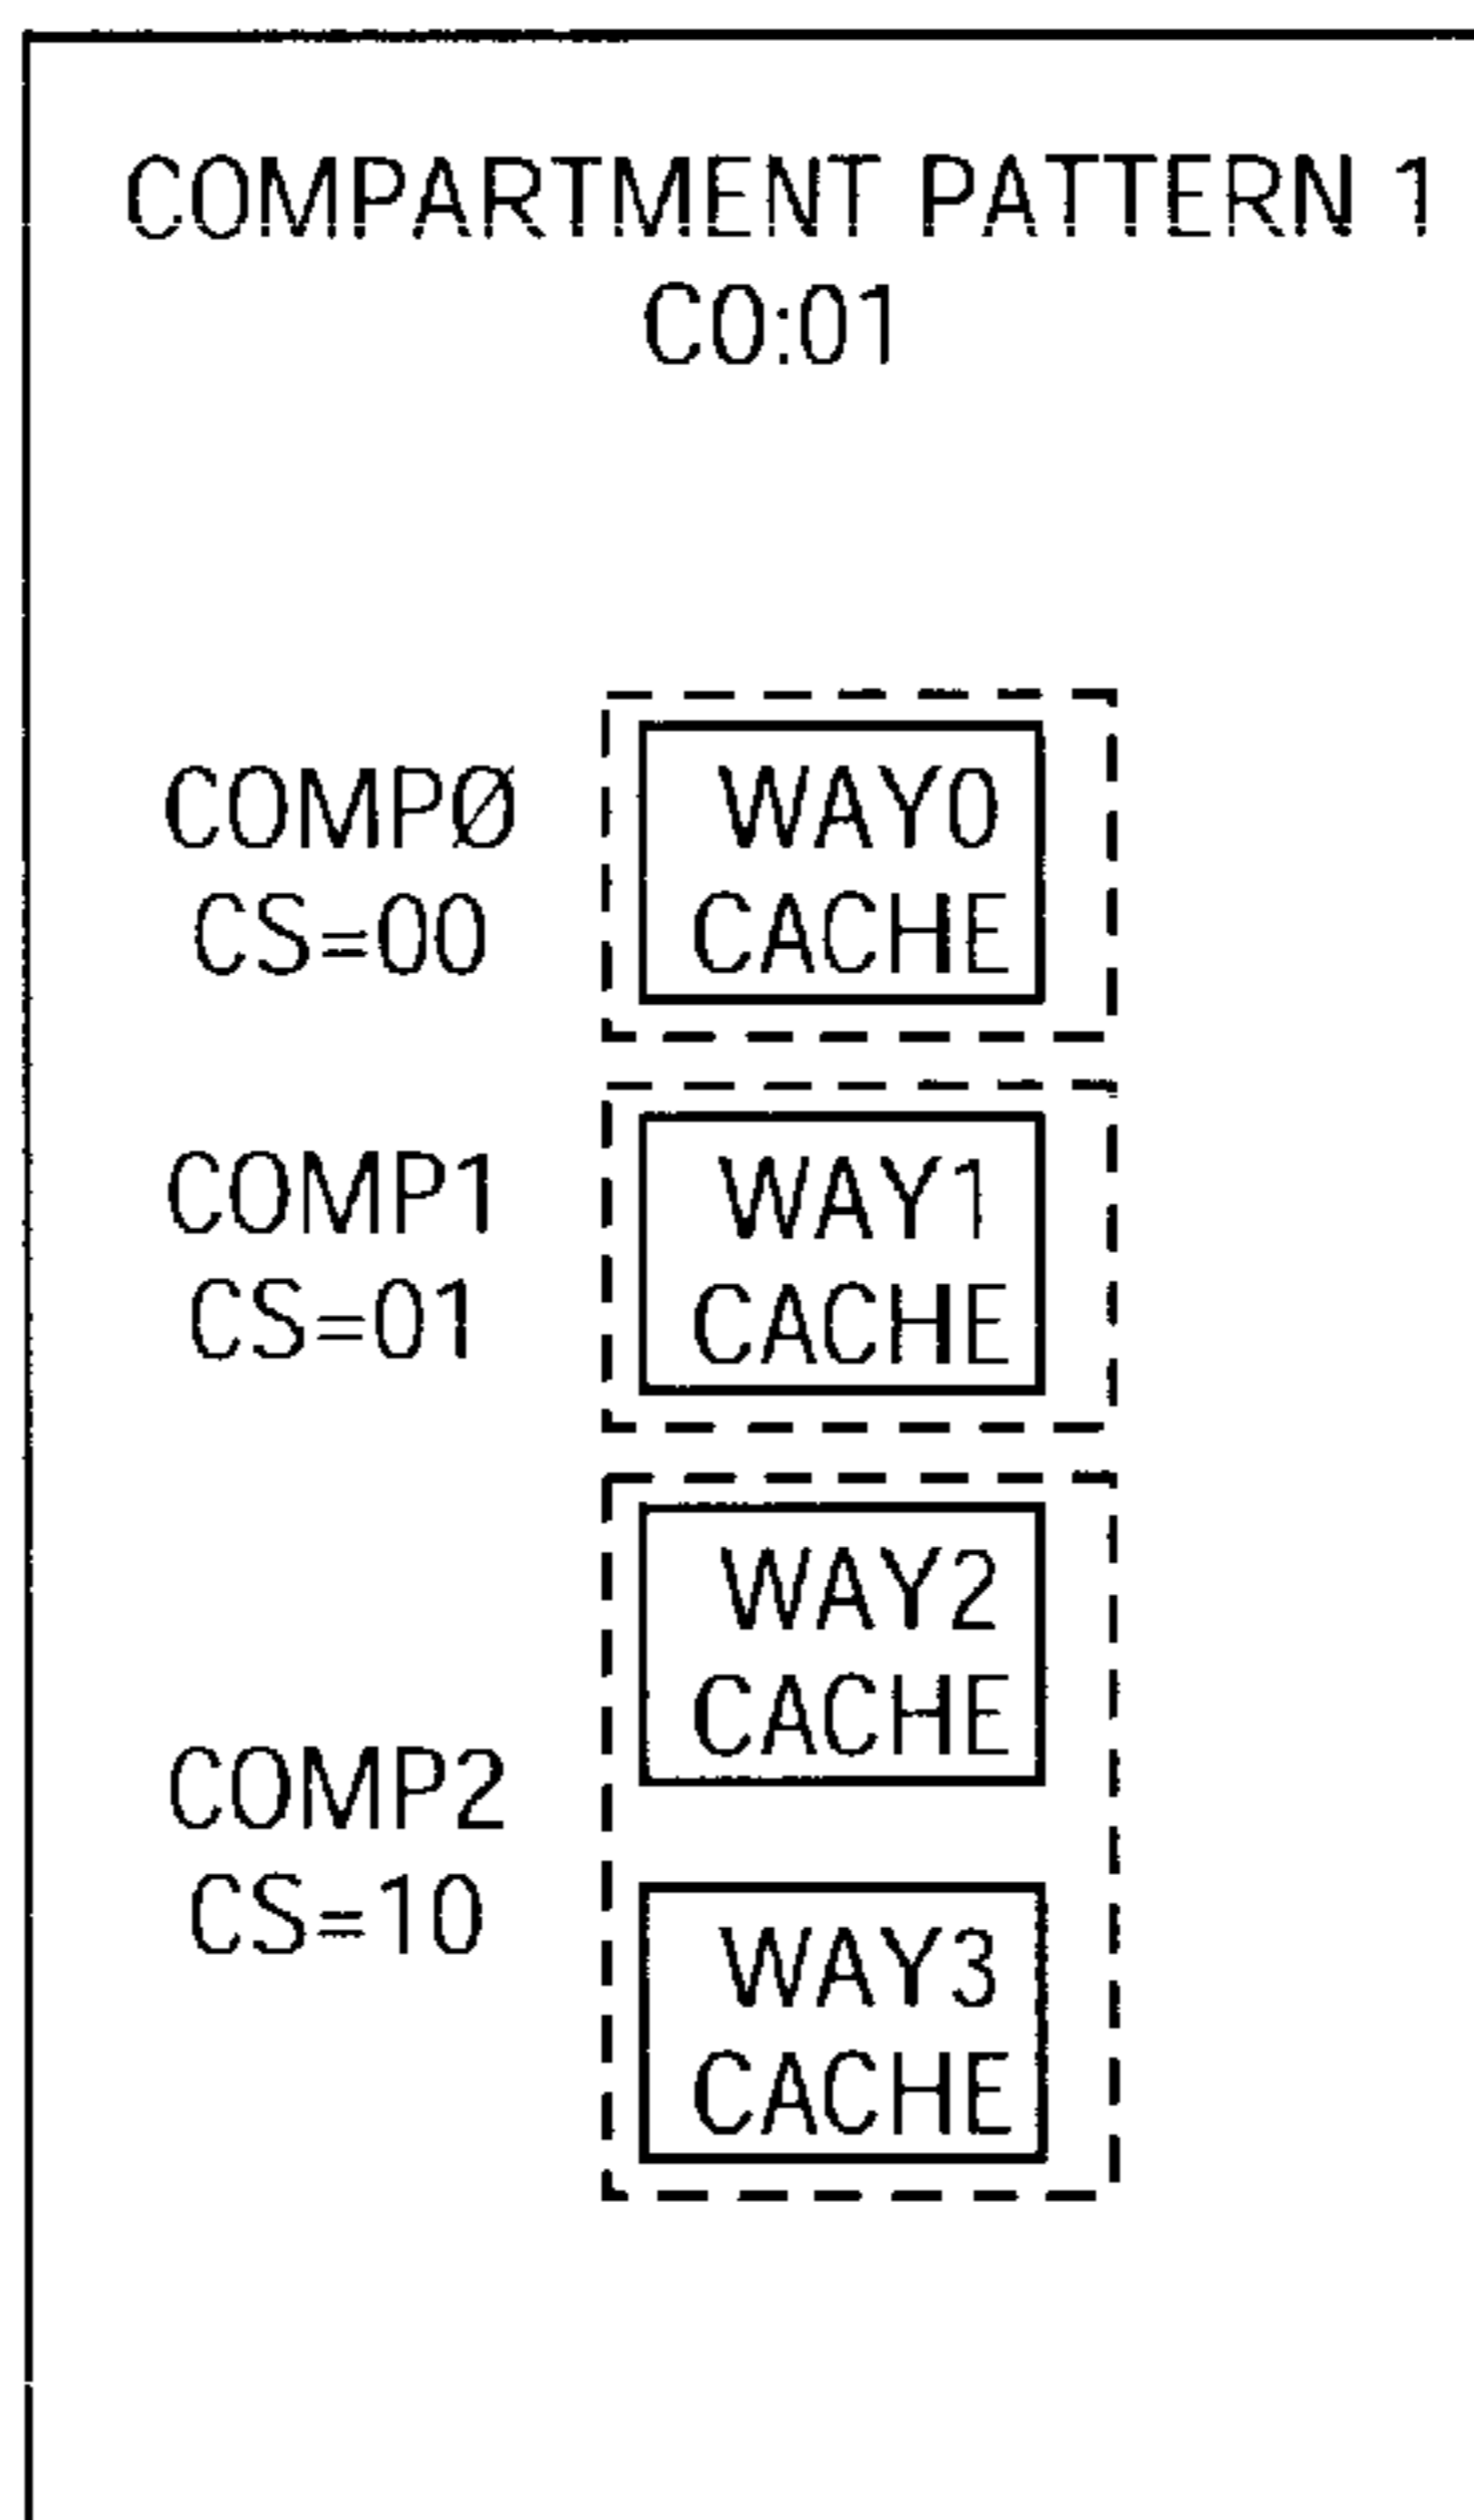 COMPARTMENT PATTERN 1
C0:01
COMPØ
CS=00
WAY0
CACHE
COMP1
CS=01
WAY1
CACHE
WAY2
CACHE
COMP2
CS=10
WAY3
CACHE